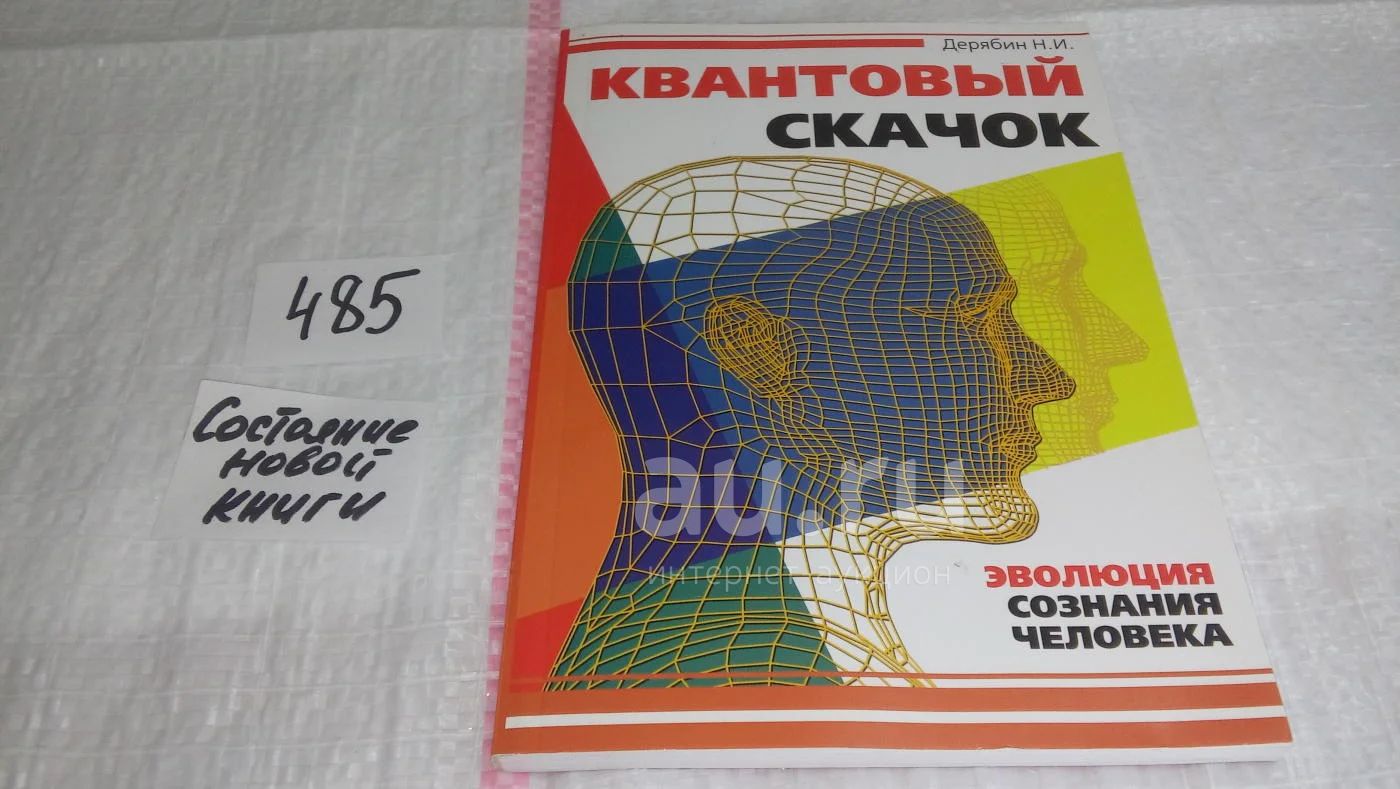 Дерябин Н.И.
КВАНТОВЫЙ
СКАЧОК
485
Состояние
новой
книги
au.ru
интернет-аукцион
ЭВОЛЮЦИЯ
СОЗНАНИЯ
ЧЕЛОВЕКА